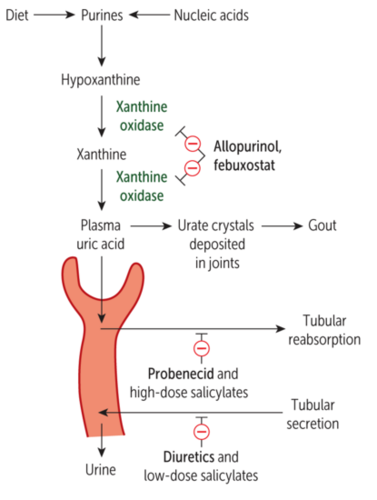 Diet Purines Nucleic acids
Hypoxanthine
Xanthine
oxidase
Allopurinol,
febuxostat
Xanthine
Xanthine
oxidase
Plasma
uric acid
Urate crystals
deposited
in joints
Gout
Tubular
reabsorption
Probenecid and
high-dose salicylates
Tubular
secretion
Diuretics and
low-dose salicylates
Urine